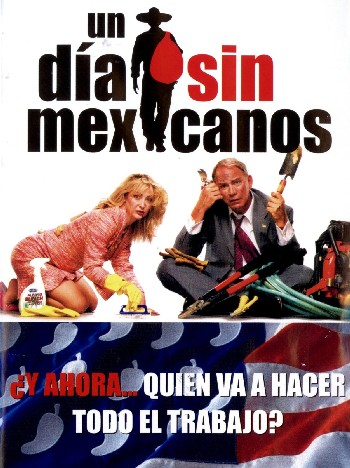 un
día sin
mexicanos
¿Y AHORA... QUIEN VA A HACER
TODO EL TRABAJO?